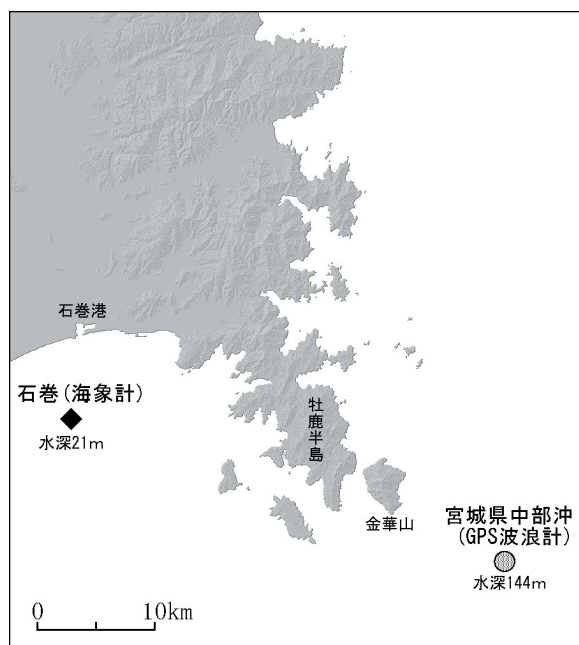 石巻港
石巻(海象計)
水深21m
牡鹿半島
金華山
宮城県中部沖
(GPS波浪計)
水深144m
0 10km